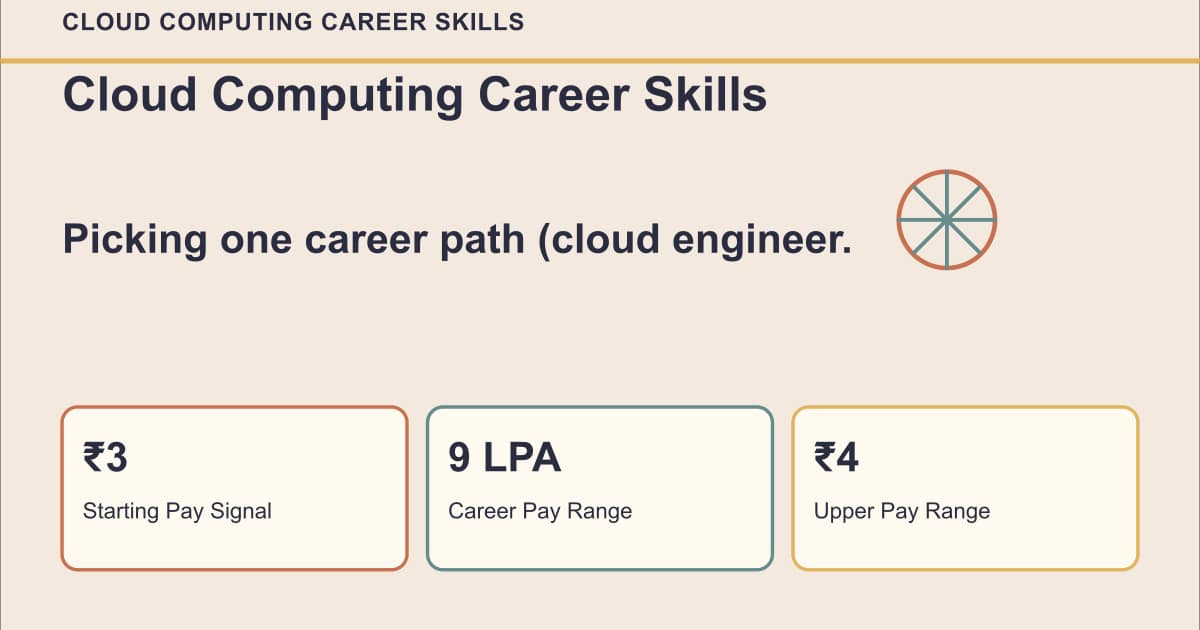 CLOUD COMPUTING CAREER SKILLS
Cloud Computing Career Skills
Picking one career path (cloud engineer.
₹3
Starting Pay Signal
9 LPA
Career Pay Range
₹4
Upper Pay Range